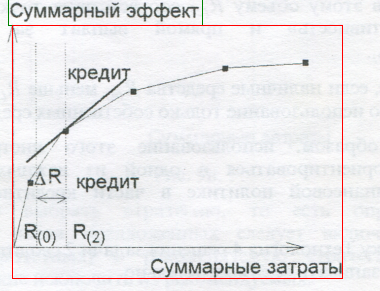 Суммарный эффект
кредит
ΔR
кредит
R(0)
R(2)
Суммарные затраты